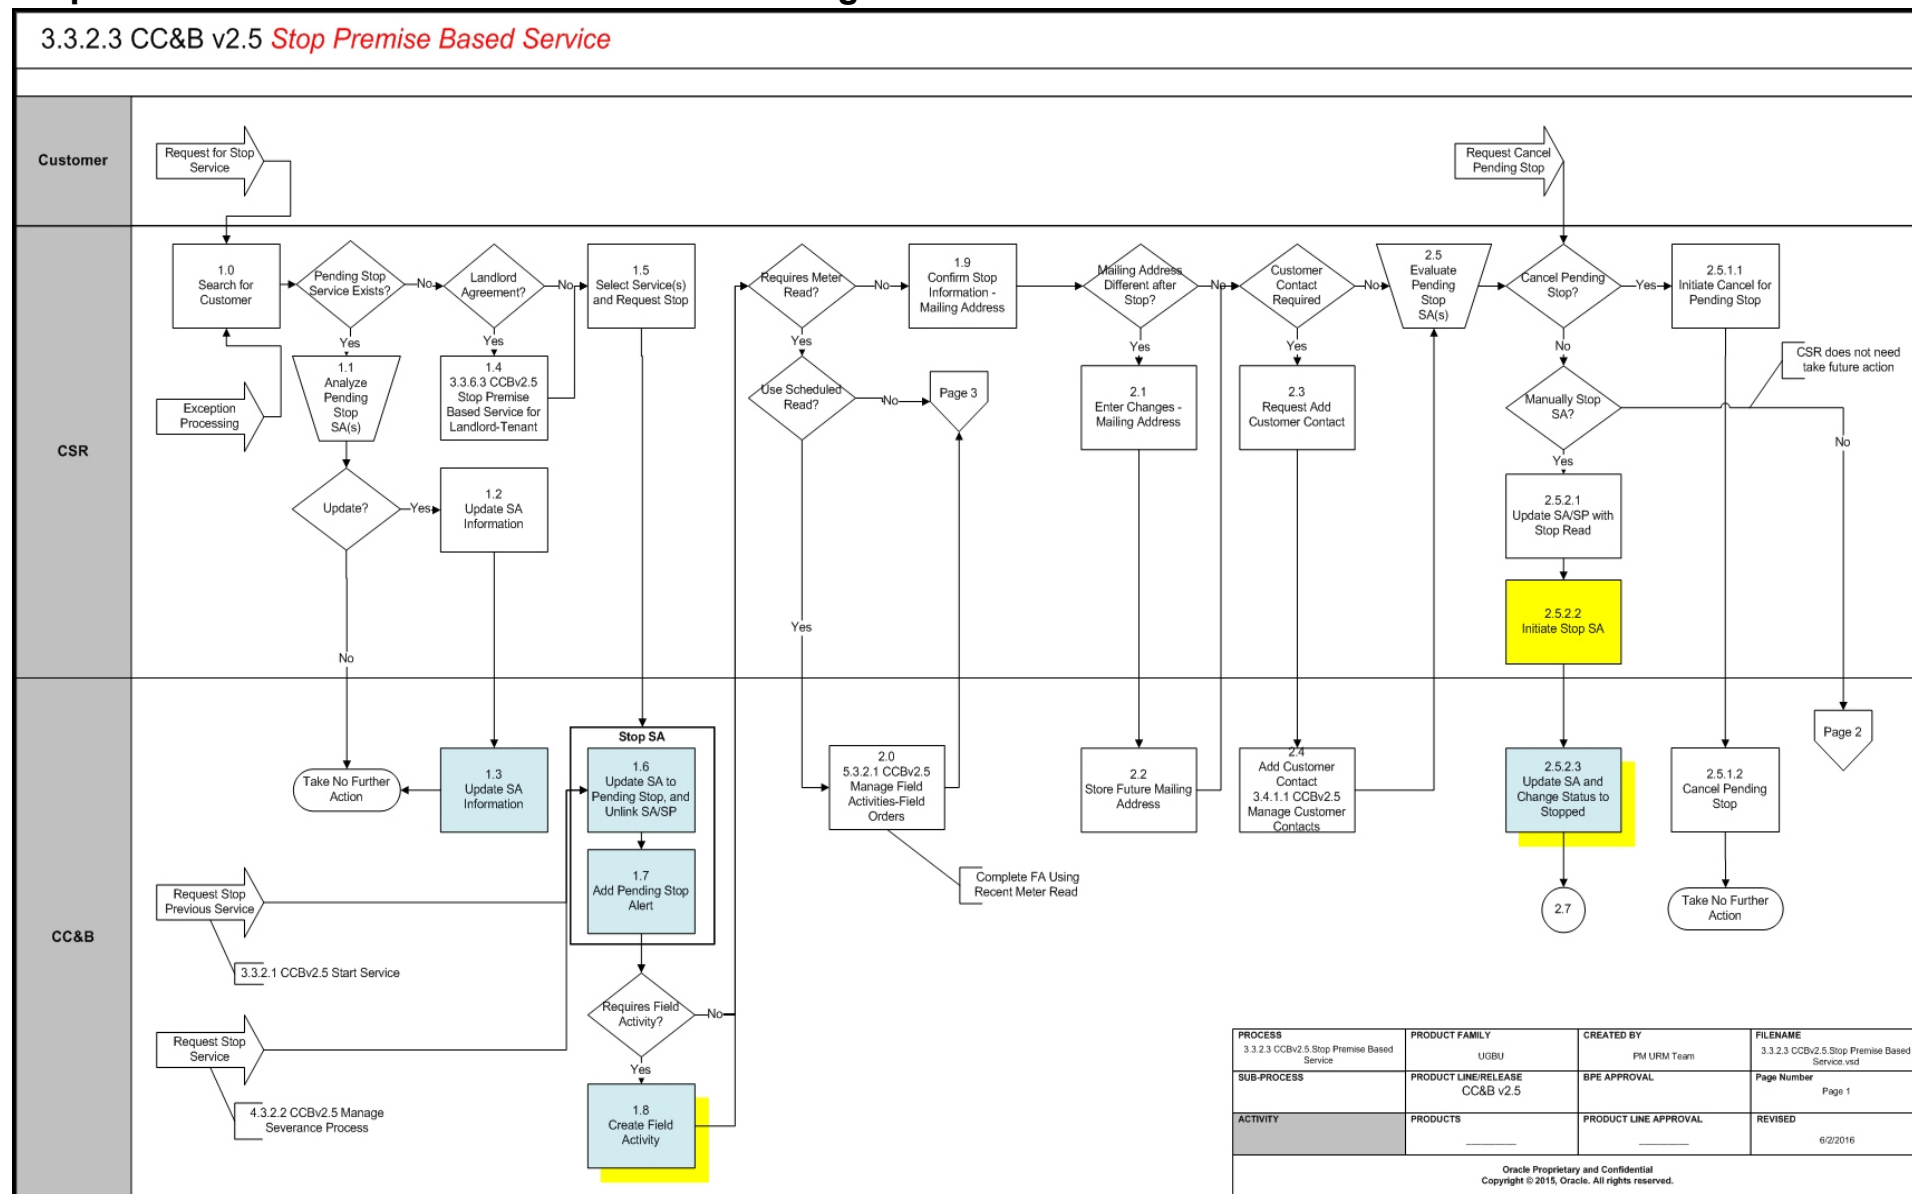 3.3.2.3 CC&B v2.5 Stop Premise Based Service
Customer
Request for Stop
Service
Request Cancel
Pending Stop
CSR
1.0
Search for
Customer
Exception
Processing
Pending Stop
Service Exists?
No
Yes
1.1
Analyze
Pending
Stop
SA(s)
Update?
Yes
No
1.2
Update SA
Information
Landlord
Agreement?
No
Yes
1.4
3.3.6.3 CCBv2.5
Stop Premise
Based Service for
Landlord-Tenant
1.5
Select Service(s)
and Request Stop
Requires Meter
Read?
No
Yes
Use Scheduled
Read?
No
Yes
Page 3
1.9
Confirm Stop
Information -
Mailing Address
Mailing Address
Different after
Stop?
No
Yes
2.1
Enter Changes -
Mailing Address
Customer
Contact
Required
No
Yes
2.3
Request Add
Customer Contact
2.5
Evaluate
Pending
Stop
SA(s)
Cancel Pending
Stop?
Yes
No
2.5.1.1
Initiate Cancel for
Pending Stop
CSR does not need
take future action
Manually Stop
SA?
No
Yes
2.5.2.1
Update SA/SP with
Stop Read
2.5.2.2
Initiate Stop SA
CC&B
Take No Further
Action
1.3
Update SA
Information
Stop SA
1.6
Update SA to
Pending Stop, and
Unlink SA/SP
1.7
Add Pending Stop
Alert
Requires Field
Activity?
No
Yes
1.8
Create Field
Activity
Request Stop
Previous Service
3.3.2.1 CCBv2.5 Start Service
Request Stop
Service
4.3.2.2 CCBv2.5 Manage
Severance Process
2.0
5.3.2.1 CCBv2.5
Manage Field
Activities-Field
Orders
Complete FA Using
Recent Meter Read
2.2
Store Future Mailing
Address
2.4
Add Customer
Contact
3.4.1.1 CCBv2.5
Manage Customer
Contacts
2.5.2.3
Update SA and
Change Status to
Stopped
2.7
2.5.1.2
Cancel Pending
Stop
Take No Further
Action
Page 2
PROCESS
3.3.2.3 CCBv2.5.Stop Premise Based
Service
PRODUCT FAMILY
UGBU
CREATED BY
PM URM Team
FILENAME
3.3.2.3 CCBv2.5.Stop Premise Based
Service.vsd
SUB-PROCESS
PRODUCT LINE/RELEASE
CC&B v2.5
BPE APPROVAL
Page Number
Page 1
ACTIVITY
PRODUCTS
PRODUCT LINE APPROVAL
REVISED
6/2/2016
Oracle Proprietary and Confidential
Copyright © 2015, Oracle. All rights reserved.